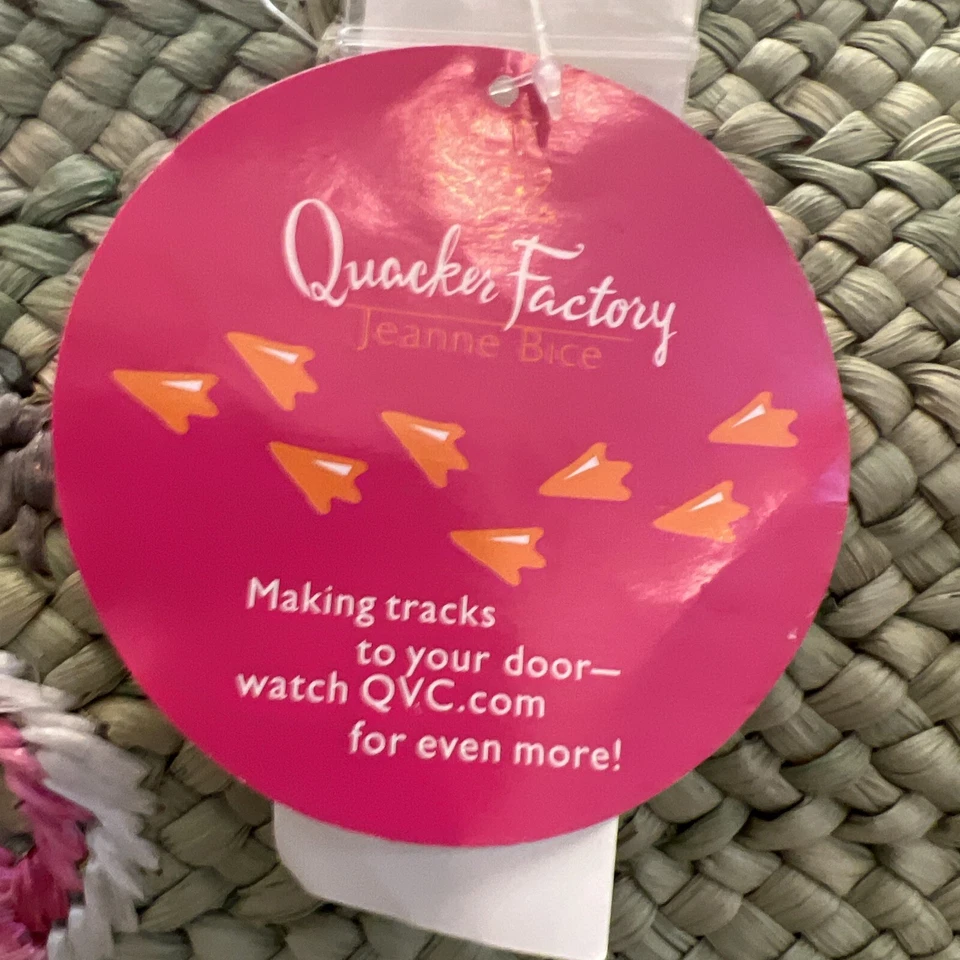 Quacker Factory
Jeanne Bice
Making tracks
to your door—
watch QVC.com
for even more!